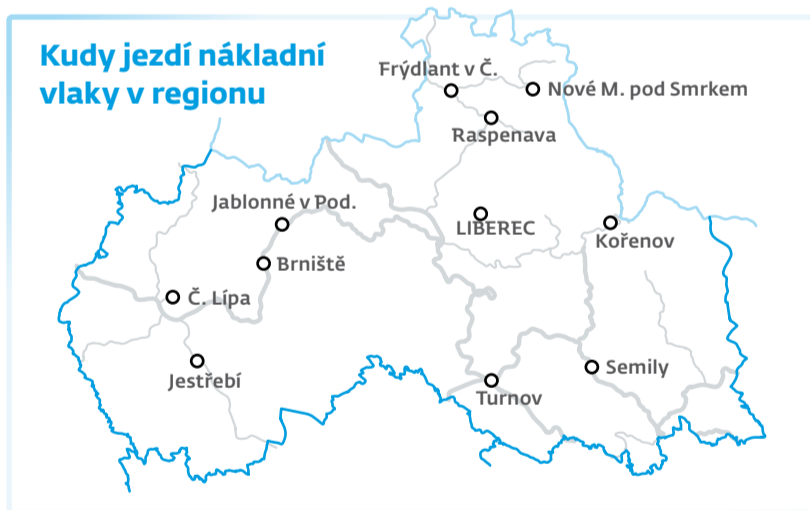 Kudy jezdí nákladní
vlaky v regionu
Frýdlant v Č.
Nové M. pod Smrkem
Raspenava
Jablonné v Pod.
LIBEREC
Kořenov
Brniště
Č. Lípa
Jestřebí
Semily
Turnov